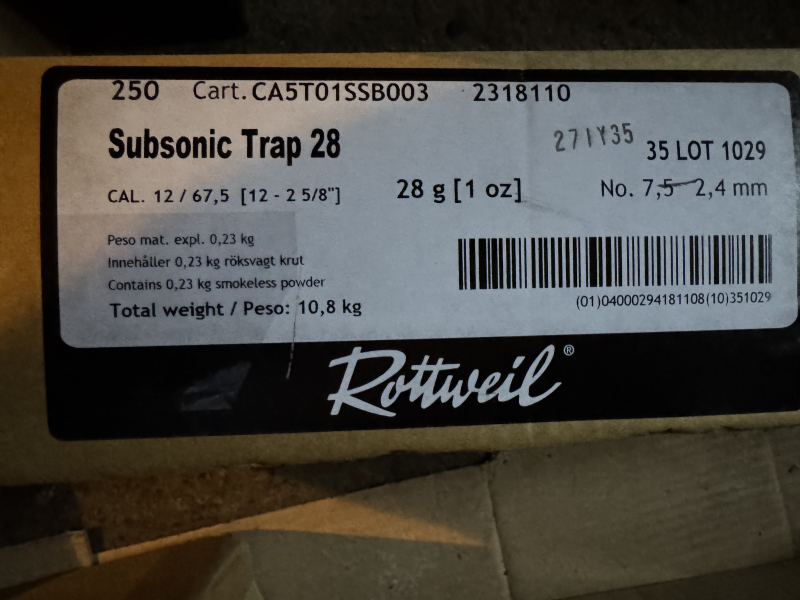 250 Cart. CA5T01SSB003 2318110
Subsonic Trap 28
271Y35
35 LOT 1029
CAL. 12 / 67,5 [12 - 2 5/8"] 28 g [1 oz] No. 7,5 2,4 mm
Peso mat. expl. 0,23 kg
Innehåller 0,23 kg röksvagt krut
Contains 0,23 kg smokeless powder
Total weight / Peso: 10,8 kg
(01)04000294181108(10)351029
Rottweil®